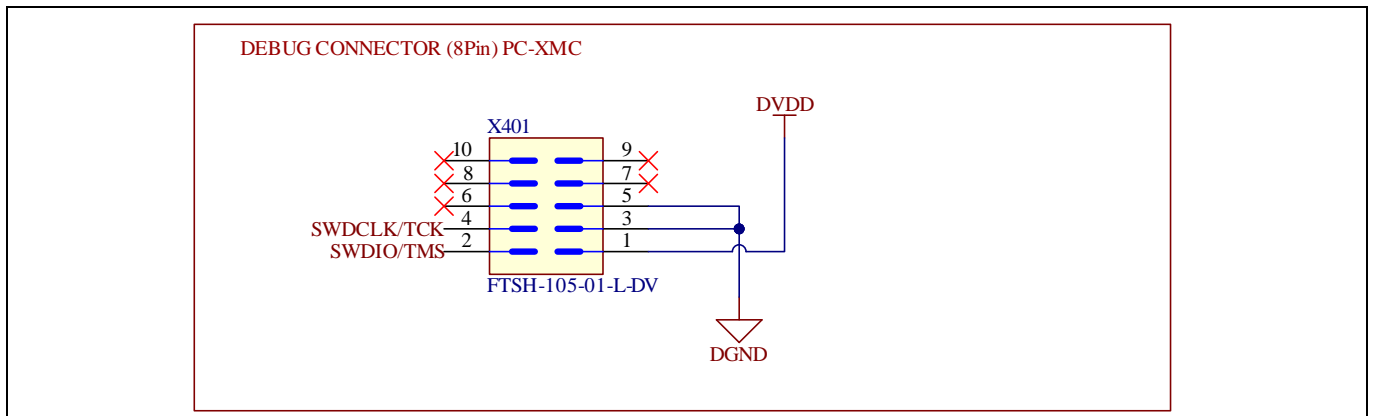 DEBUG CONNECTOR (8Pin) PC-XMC
DVDD
X401
10 9
8 7
6 5
SWDCLK/TCK 4 3
SWDIO/TMS 2 1
FTSH-105-01-L-DV
DGND